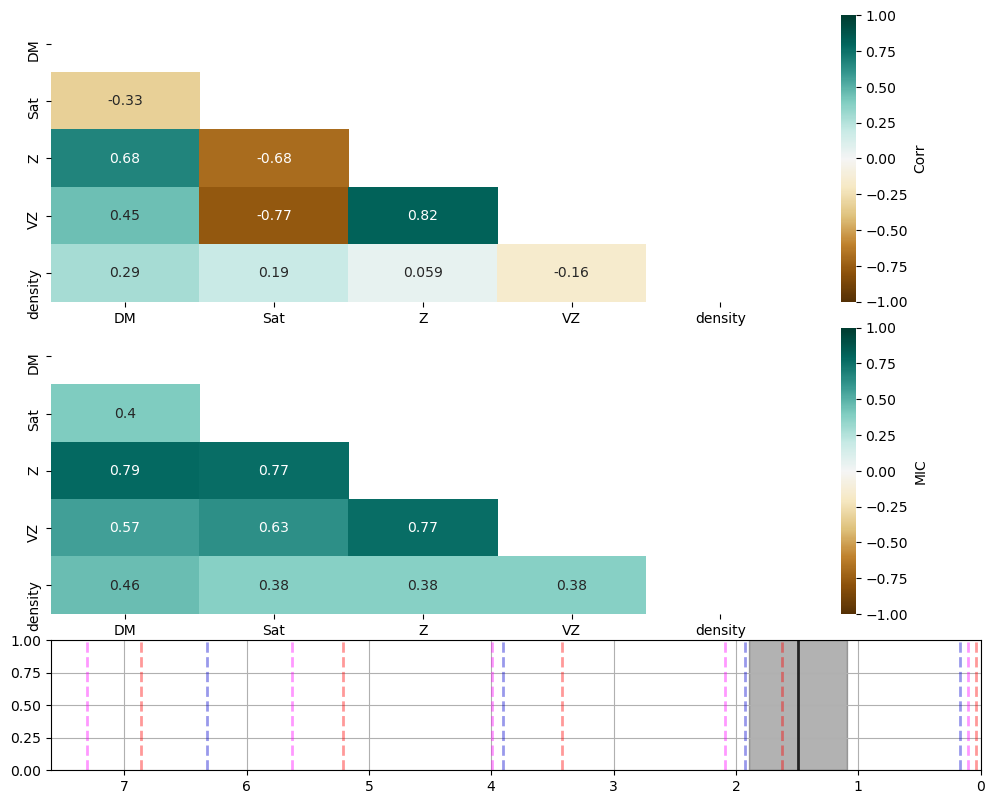 DM
Sat
Z
VZ
density
-0.33
0.68 -0.68
0.45 -0.77 0.82
0.29 0.19 0.059 -0.16
DM Sat Z VZ density
1.00
0.75
0.50
0.25
0.00
−0.25
−0.50
−0.75
−1.00
Corr
DM
Sat
Z
VZ
density
0.4
0.79 0.77
0.57 0.63 0.77
0.46 0.38 0.38 0.38
DM Sat Z VZ density
1.00
0.75
0.50
0.25
0.00
−0.25
−0.50
−0.75
−1.00
MIC
1.00
0.75
0.50
0.25
0.00
7 6 5 4 3 2 1 0